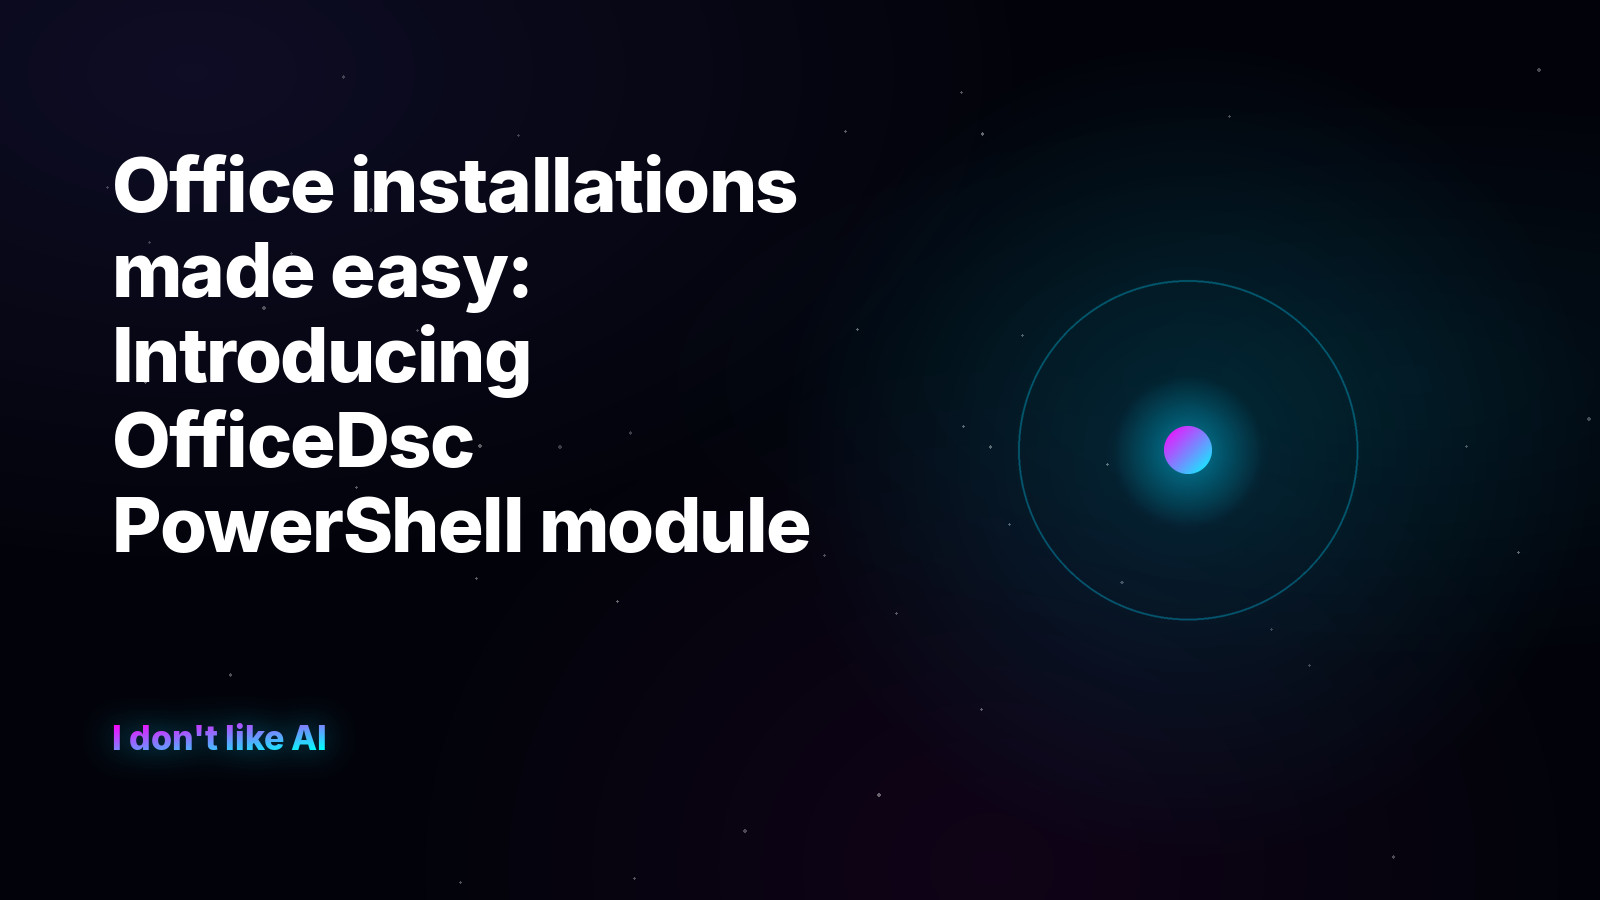 Office installations
made easy:
Introducing
OfficeDsc
PowerShell module
I don't like AI